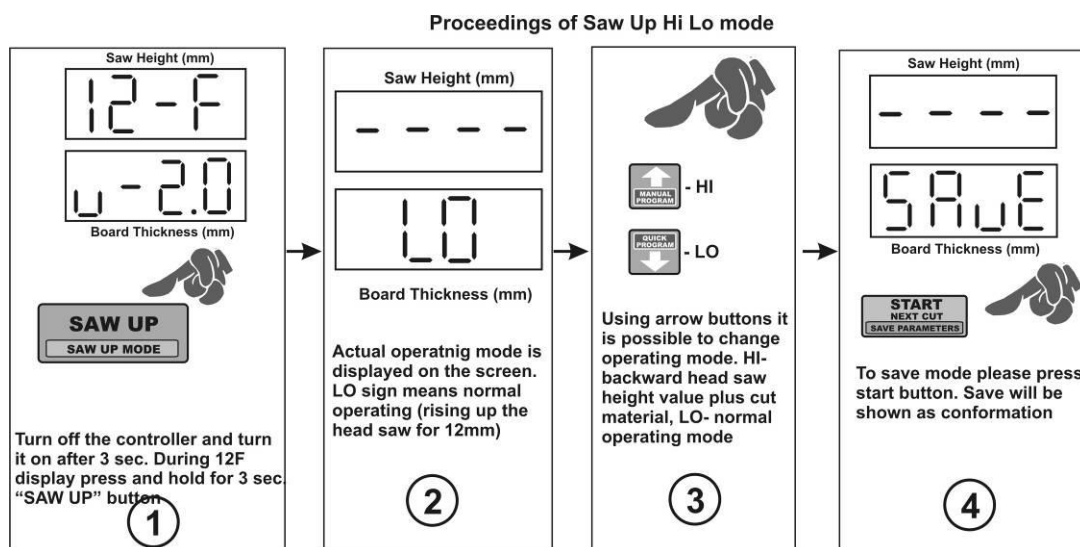 Proceedings of Saw Up Hi Lo mode
Saw Height (mm)
12-F
u-2.0
Board Thickness (mm)
SAW UP
SAW UP MODE
Turn off the controller and turn
it on after 3 sec. During 12F
display press and hold for 3 sec.
“SAW UP” button
1
Saw Height (mm)
- - - -
LO
Board Thickness (mm)
Actual operatnig mode is
displayed on the screen.
LO sign means normal
operating (rising up the
head saw for 12mm)
2
MANUAL
PROGRAM
- HI
QUICK
PROGRAM
- LO
Using arrow buttons it
is possible to change
operating mode. HI-
backward head saw
height value plus cut
material, LO- normal
operating mode
3
Saw Height (mm)
- - - -
SAuE
Board Thickness (mm)
START
NEXT CUT
SAVE PARAMETERS
To save mode please press
start button. Save will be
shown as conformation
4